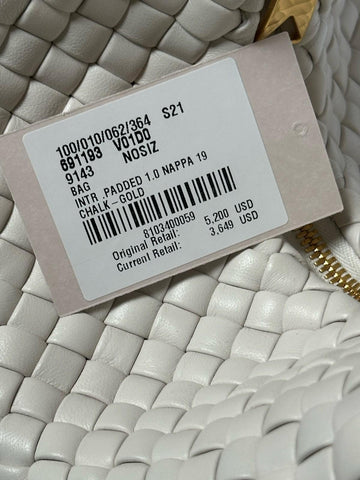 100/010/062/364 S21
691193 V01D0
9143 NOSIZ
BAG
INTR .PADDED 1.0 NAPPA 19
CHALK-GOLD
8103400059
Original Retail: 5,200 USD
Current Retail: 3,649 USD